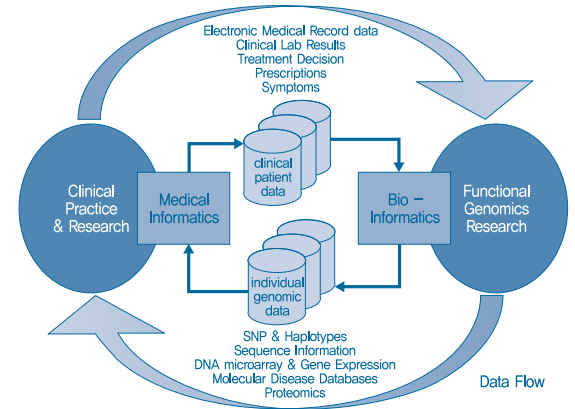 Electronic Medical Record data
Clinical Lab Results
Treatment Decision
Prescriptions
Symptoms
clinical
patient
data
Clinical
Practice
& Research
Medical
Informatics
Bio -
Informatics
Functional
Genomics
Research
individual
genomic
data
SNP & Haplotypes
Sequence Information
DNA microarray & Gene Expression
Molecular Disease Databases
Proteomics
Data Flow